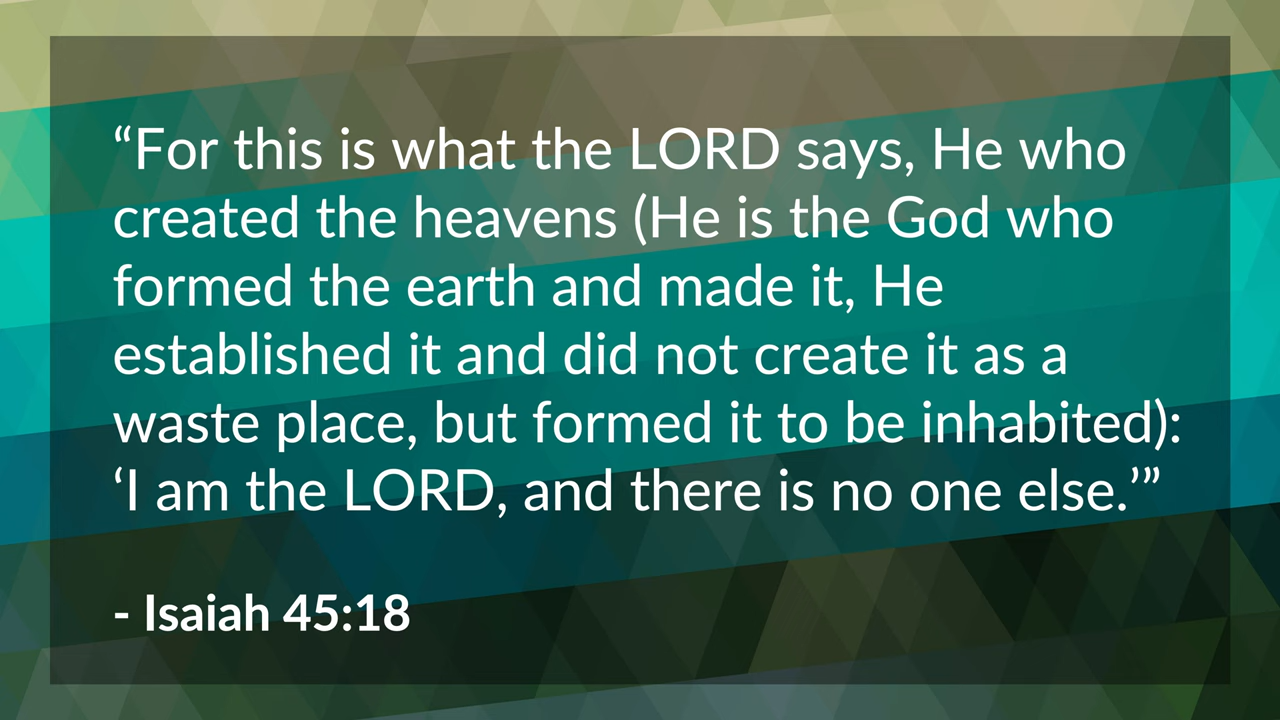 “For this is what the LORD says, He who
created the heavens (He is the God who
formed the earth and made it, He
established it and did not create it as a
waste place, but formed it to be inhabited):
‘I am the LORD, and there is no one else.’”
- Isaiah 45:18